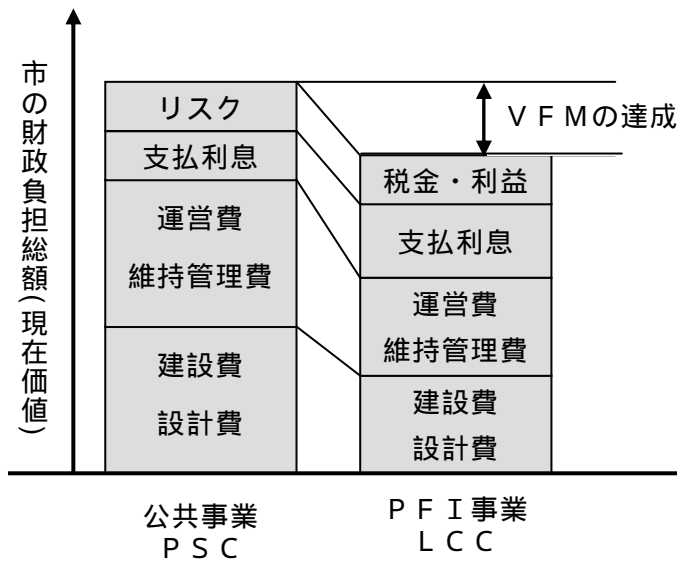 市の財政負担総額(現在価値)
リスク
支払利息
運営費
維持管理費
建設費
設計費
公共事業
ＰＳＣ
ＶＦＭの達成
税金・利益
支払利息
運営費
維持管理費
建設費
設計費
ＰＦＩ事業
ＬＣＣ